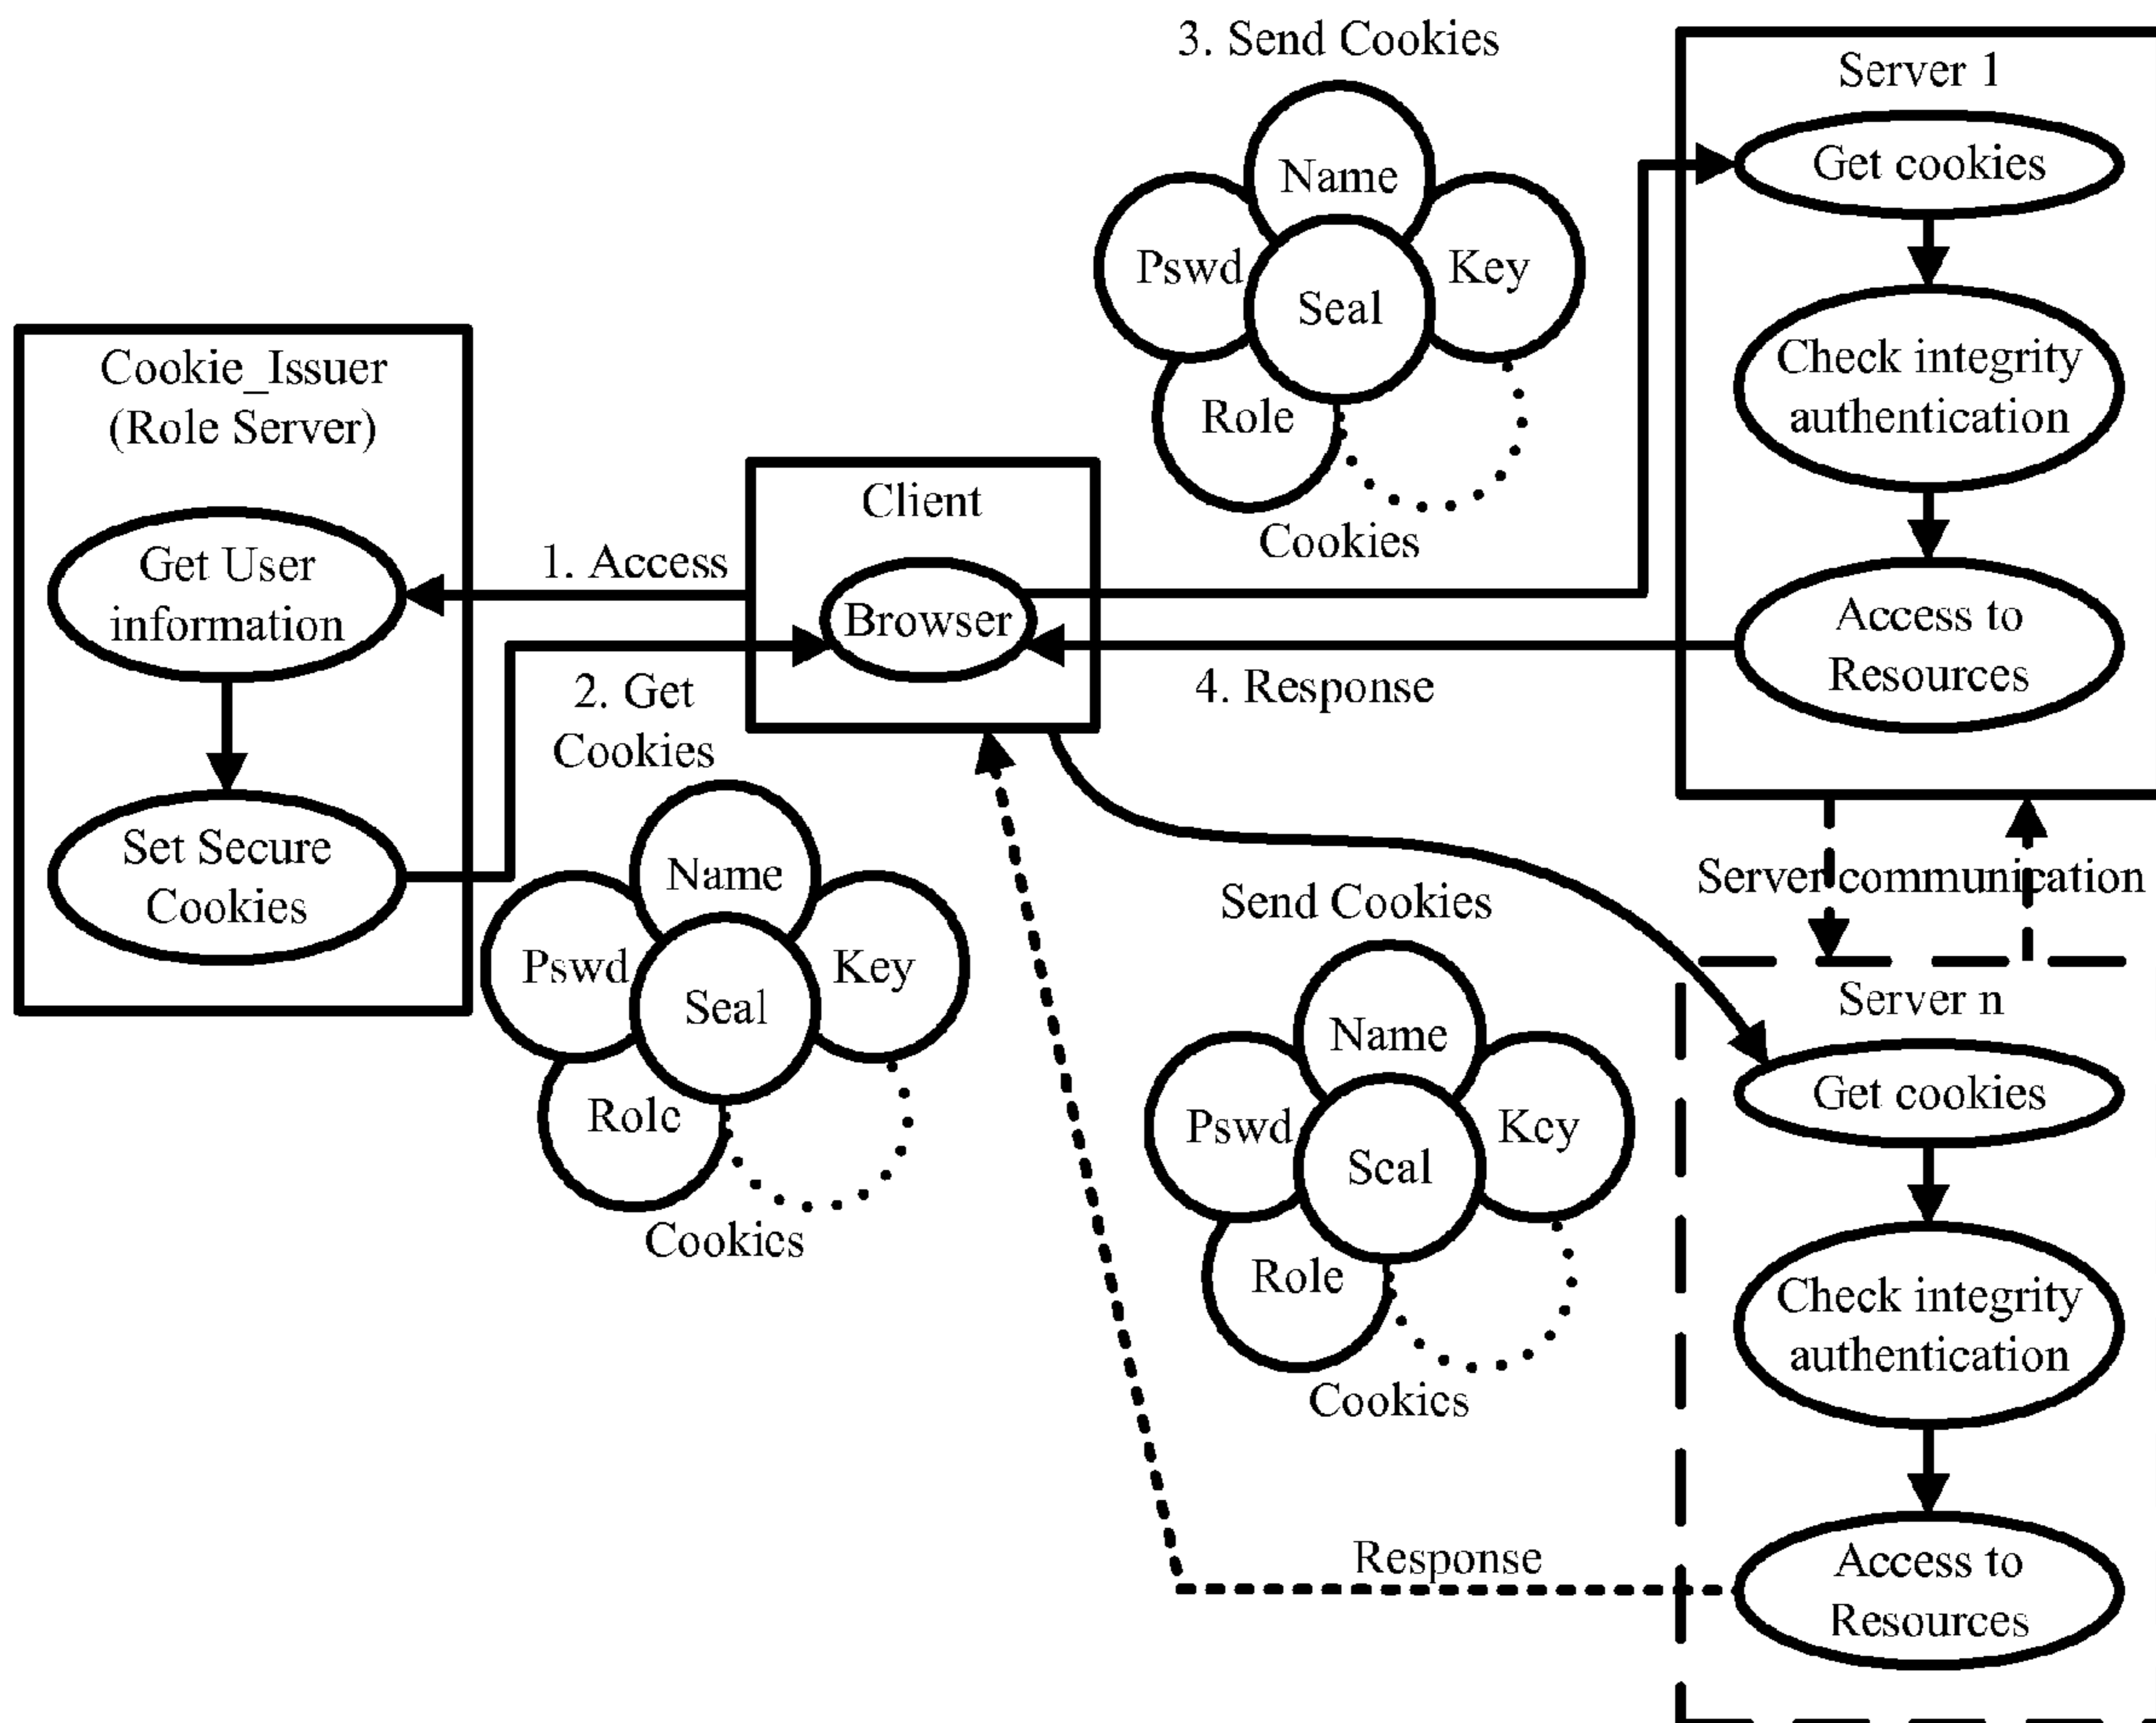 3. Send Cookies
Name
Pswd
Key
Seal
Role
Cookies
Server 1
Get cookies
Check integrity
authentication
Access to
Resources
Cookie_Issuer
(Role Server)
Get User
information
Set Secure
Cookies
1. Access
Client
Browser
2. Get
Cookies
4. Response
Name
Pswd
Key
Seal
Role
Cookies
Server communication
Send Cookies
Name
Pswd
Key
Seal
Role
Cookies
Server n
Get cookies
Check integrity
authentication
Access to
Resources
Response